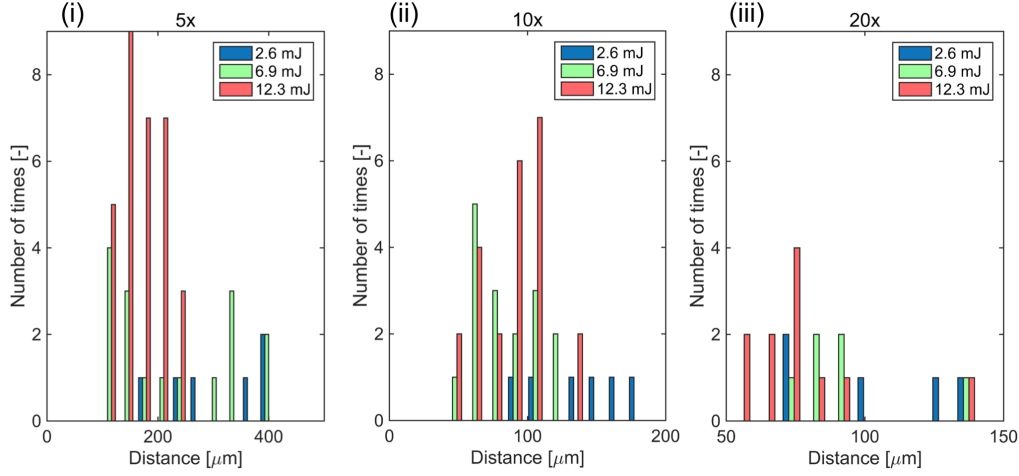 (i)
5x
2.6 mJ
6.9 mJ
12.3 mJ
8
6
4
2
0
Number of times [-]
0
200
400
Distance [μm]
(ii)
10x
2.6 mJ
6.9 mJ
12.3 mJ
8
6
4
2
0
Number of times [-]
0
100
200
Distance [μm]
(iii)
20x
2.6 mJ
6.9 mJ
12.3 mJ
8
6
4
2
0
Number of times [-]
50
100
150
Distance [μm]